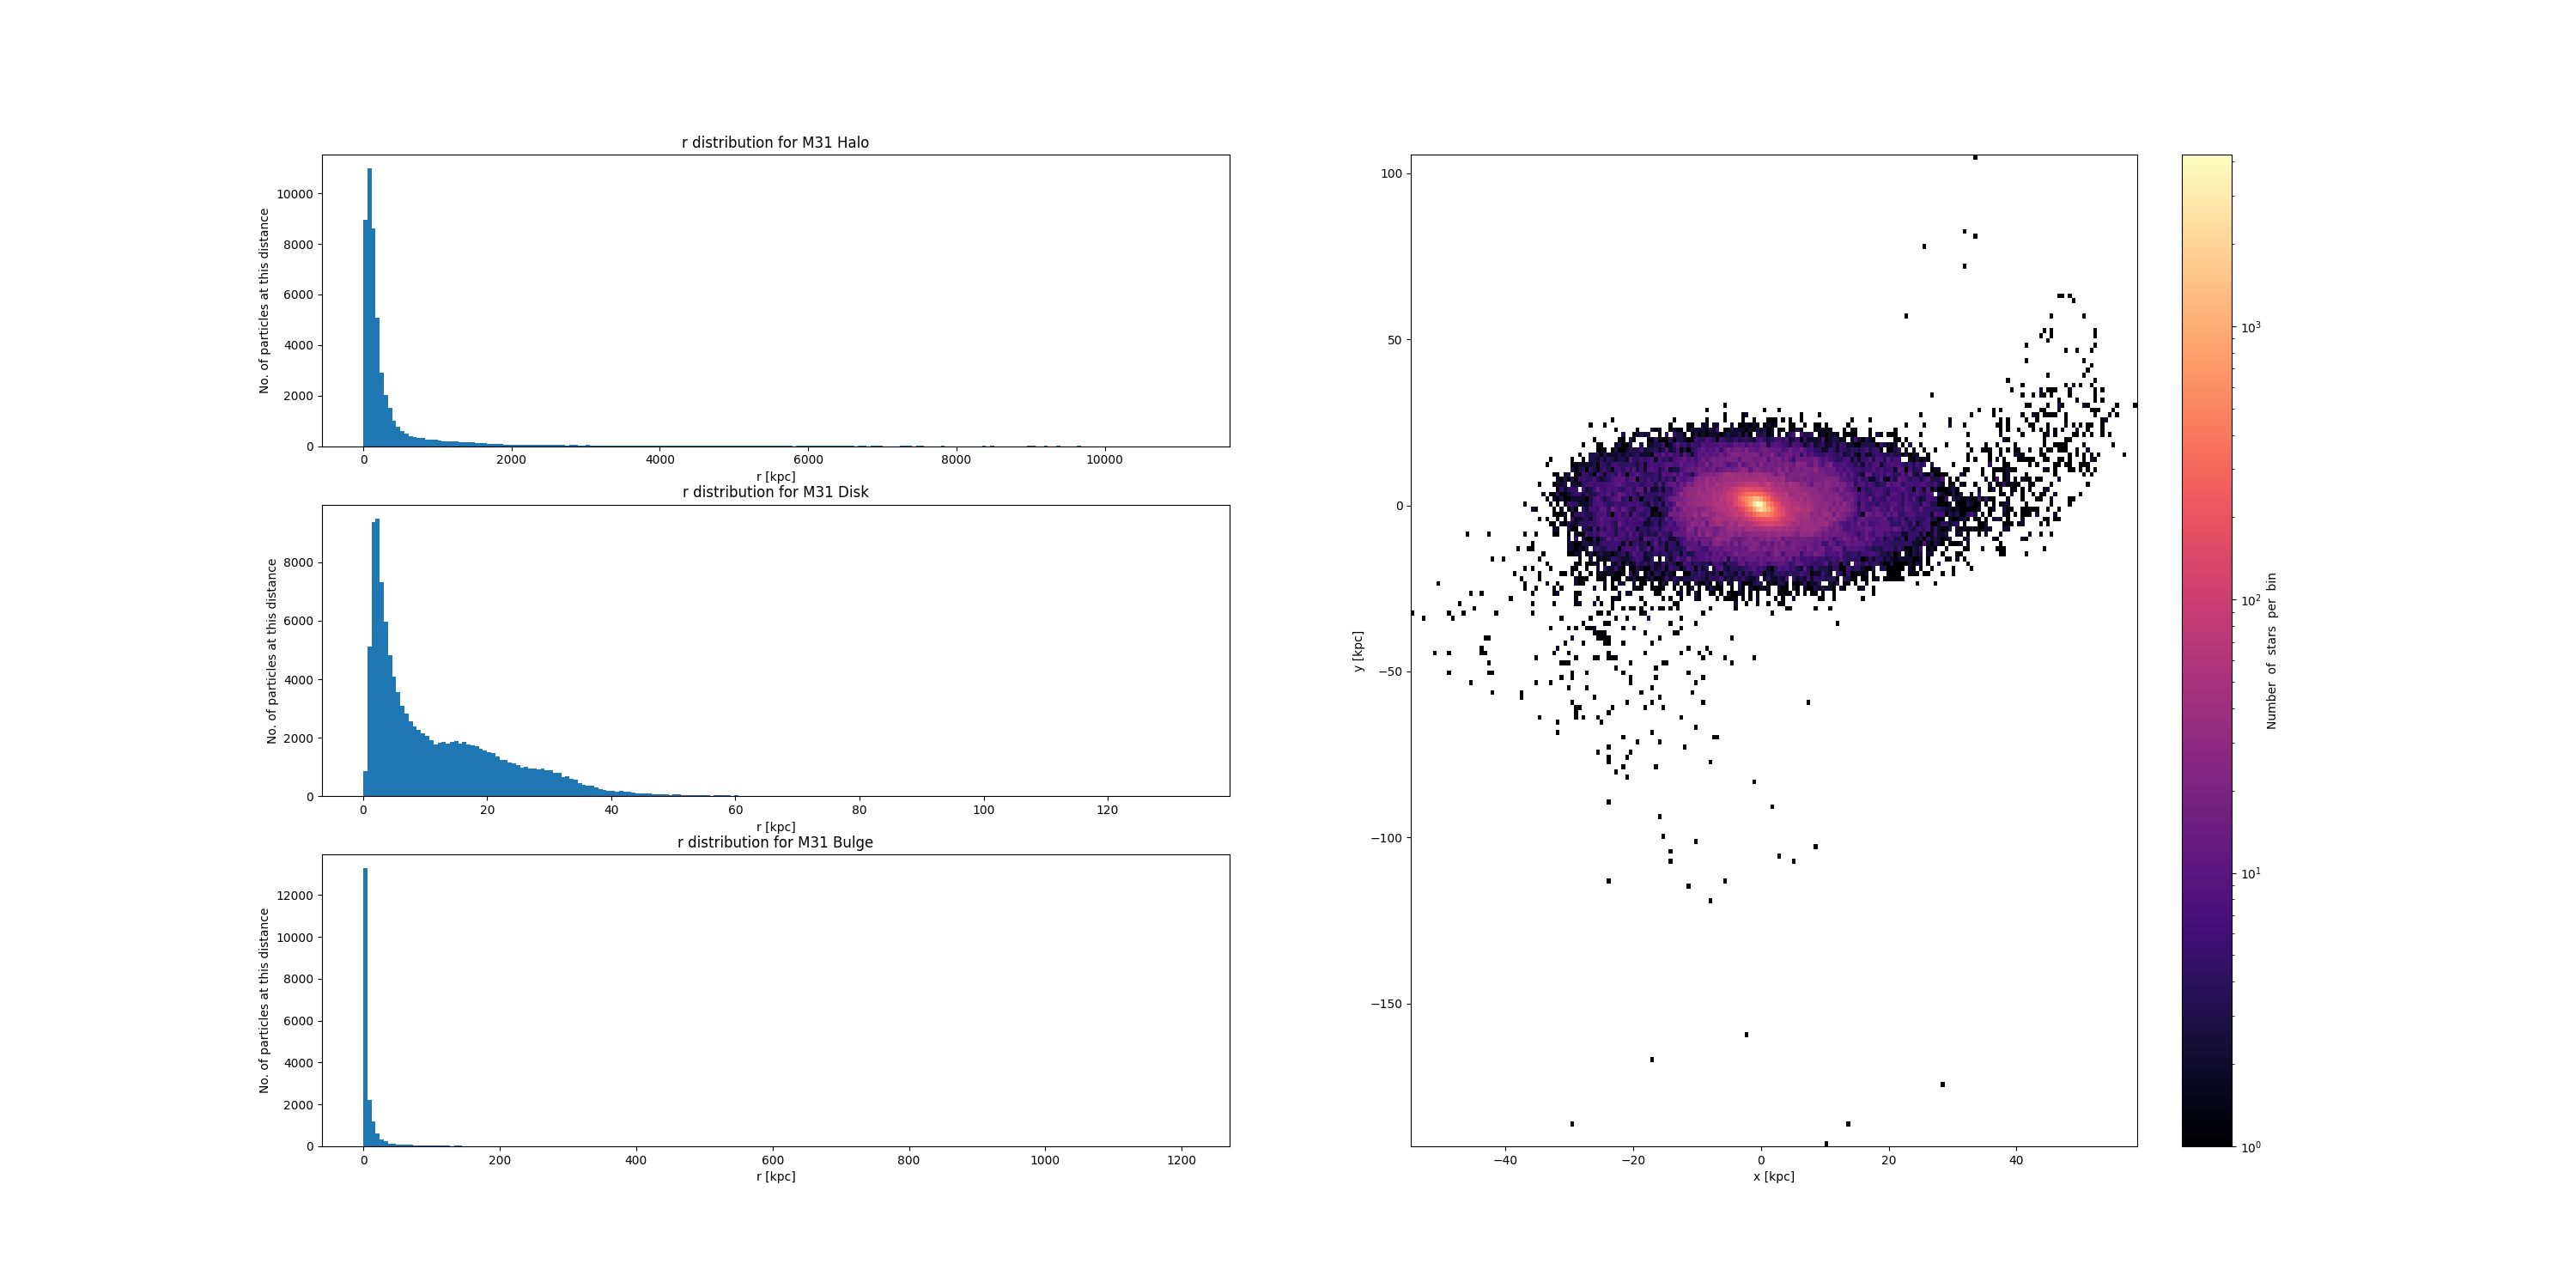 r distribution for M31 Halo
No. of particles at this distance
10000
8000
6000
4000
2000
0
0 2000 4000 6000 8000 10000
r [kpc]
r distribution for M31 Disk
No. of particles at this distance
8000
6000
4000
2000
0
0 20 40 60 80 100 120
r [kpc]
r distribution for M31 Bulge
No. of particles at this distance
12000
10000
8000
6000
4000
2000
0
0 200 400 600 800 1000 1200
r [kpc]
y [kpc]
100
50
0
−50
−100
−150
−40 −20 0 20 40
x [kpc]
10³
10²
10¹
10⁰
Number of stars per bin